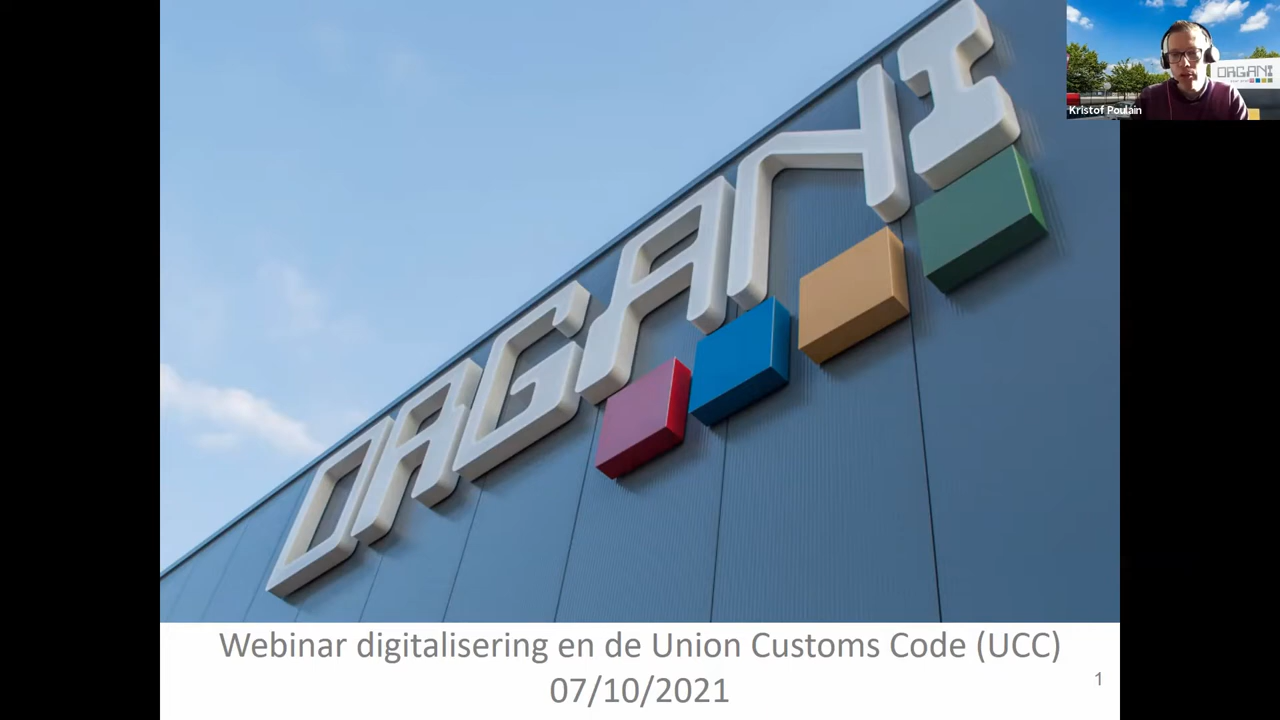 ORGANI
ORGANI
Kristof Poulain
Webinar digitalisering en de Union Customs Code (UCC)
07/10/2021
1